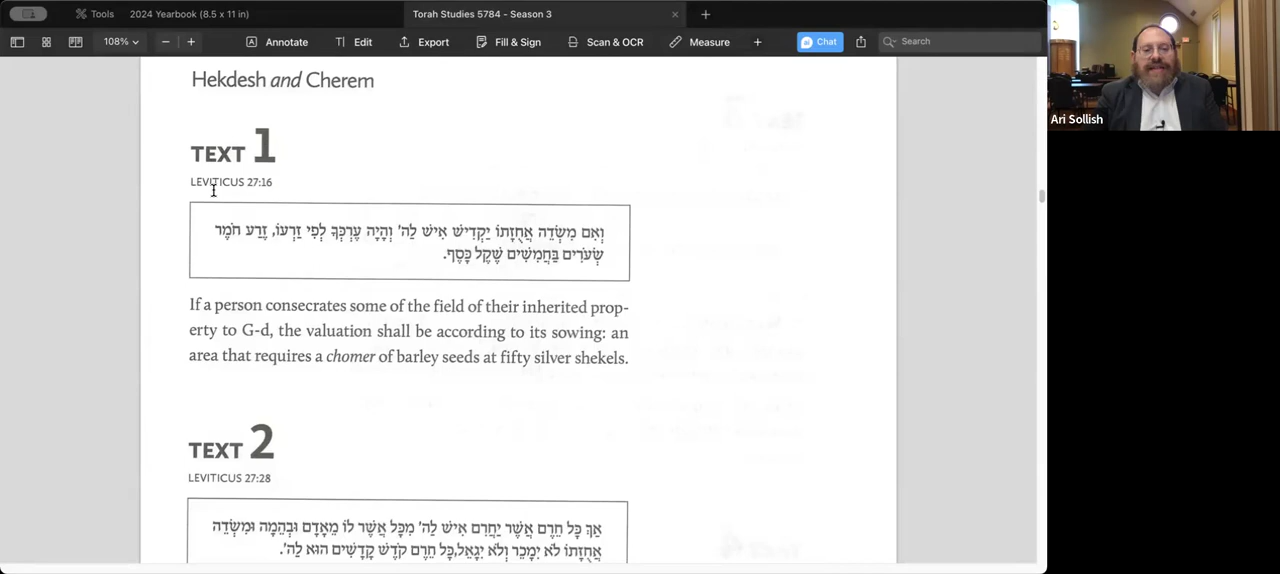 Tools
2024 Yearbook (8.5 x 11 in)
Torah Studies 5784 - Season 3
108%
Annotate
Edit
Export
Fill & Sign
Scan & OCR
Measure
Chat
Search
Ari Sollish
Hekdesh and Cherem
TEXT 1
LEVITICUS 27:16
וְאִם מִשְּׂדֵה אֲחֻזָּתוֹ יַקְדִּישׁ אִישׁ לַה' וְהָיָה עֶרְכְּךָ לְפִי זַרְעוֹ, זֶרַע חֹמֶר
שְׂעֹרִים בַּחֲמִשִּׁים שֶׁקֶל כָּסֶף.
If a person consecrates some of the field of their inherited prop-
erty to G-d, the valuation shall be according to its sowing: an
area that requires a chomer of barley seeds at fifty silver shekels.
TEXT 2
LEVITICUS 27:28
אַךְ כָּל חֵרֶם אֲשֶׁר יַחֲרִם אִישׁ לַה' מִכָּל אֲשֶׁר לוֹ מֵאָדָם וּבְהֵמָה וּמִשְּׂדֵה
אֲחֻזָּתוֹ לֹא יִמָּכֵר וְלֹא יִגָּאֵל,כָּל חֵרֶם קֹדֶשׁ קָדָשִׁים הוּא לַה'.